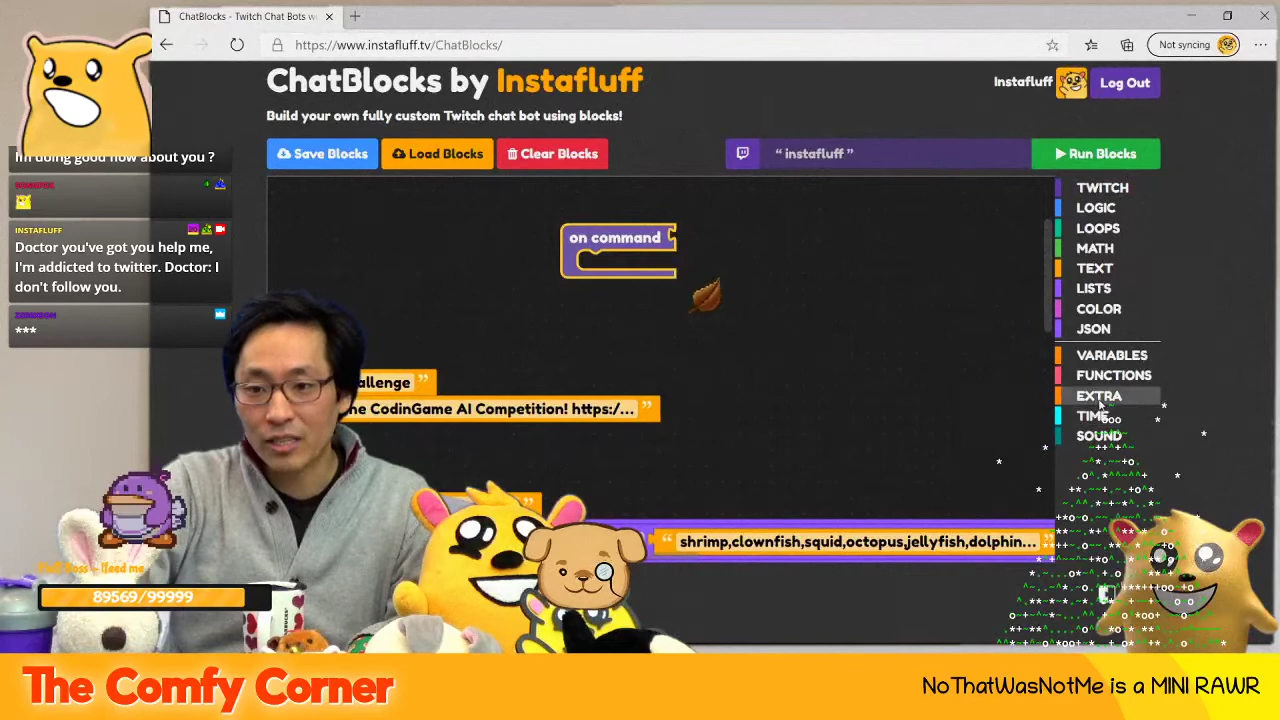 ChatBlocks - Twitch Chat Bots w
https://www.instafluff.tv/ChatBlocks/
Not syncing
ChatBlocks by Instafluff
Instafluff
Log Out
Build your own fully custom Twitch chat bot using blocks!
Save Blocks
Load Blocks
Clear Blocks
“ instafluff ”
Run Blocks
I'm doing good how about you ?
INSTAFLUFF
Doctor you've got you help me,
I'm addicted to twitter. Doctor: I
don't follow you.
***
on command
TWITCH
LOGIC
LOOPS
MATH
TEXT
LISTS
COLOR
JSON
VARIABLES
FUNCTIONS
EXTRA
TIME
SOUND
allenge ”
he CodinGame AI Competition! https:/... ”
“ shrimp,clownfish,squid,octopus,jellyfish,dolphin... ”
89569/99999
The Comfy Corner
NoThatWasNotMe is a MINI RAWR